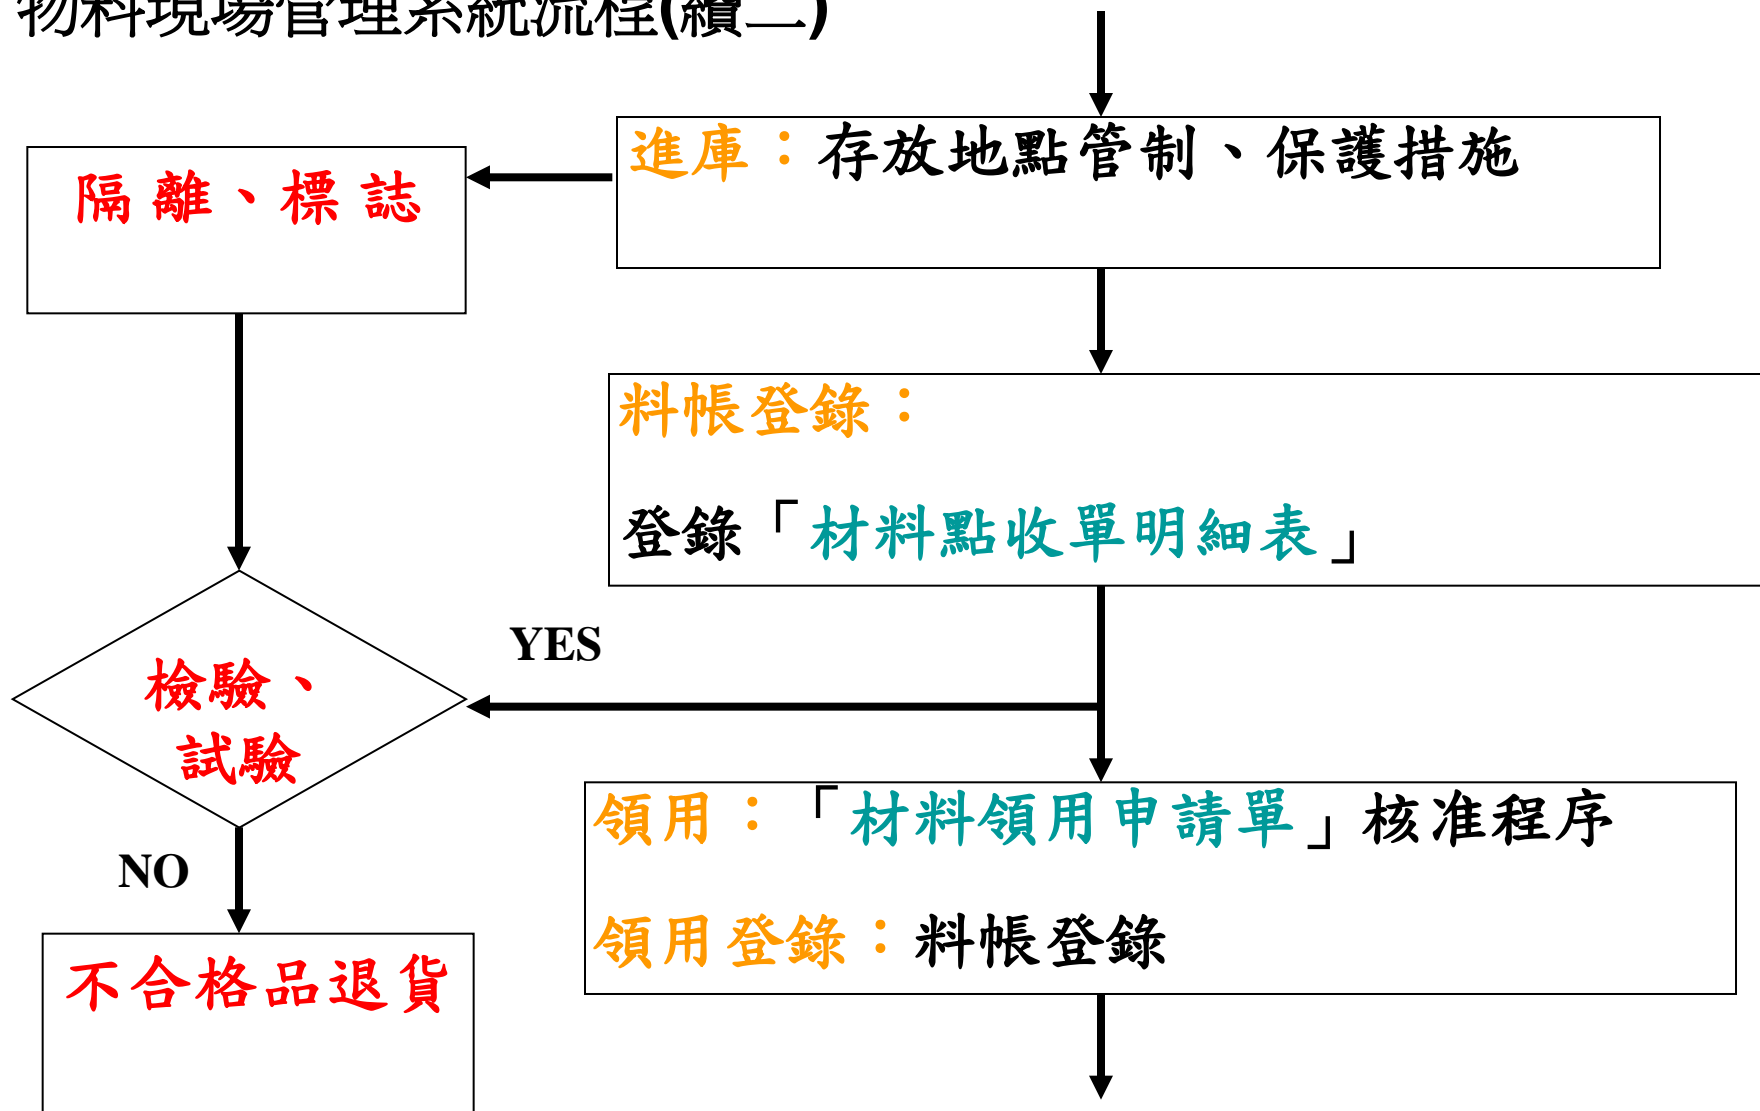 物料現場管理系統流程(續二)
進庫：存放地點管制、保護措施
隔離、標誌
料帳登錄：
登錄「材料點收單明細表」
YES
檢驗、
試驗
領用：「材料領用申請單」核准程序
NO
領用登錄：料帳登錄
不合格品退貨